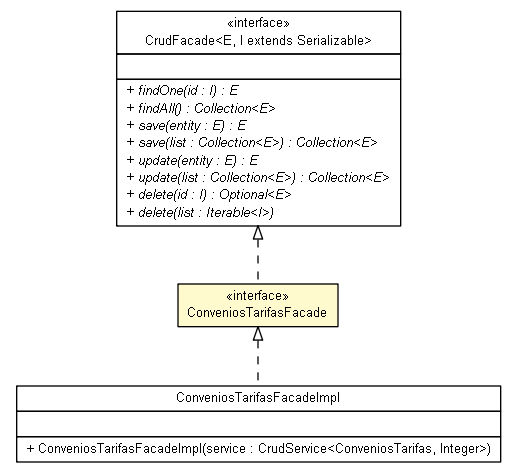 «interface»
CrudFacade<E, I extends Serializable>
+ findOne(id : I) : E
+ findAll() : Collection<E>
+ save(entity : E) : E
+ save(list : Collection<E>) : Collection<E>
+ update(entity : E) : E
+ update(list : Collection<E>) : Collection<E>
+ delete(id : I) : Optional<E>
+ delete(list : Iterable<I>)
«interface»
ConveniosTarifasFacade
ConveniosTarifasFacadeImpl
+ ConveniosTarifasFacadeImpl(service : CrudService<ConveniosTarifas, Integer>)